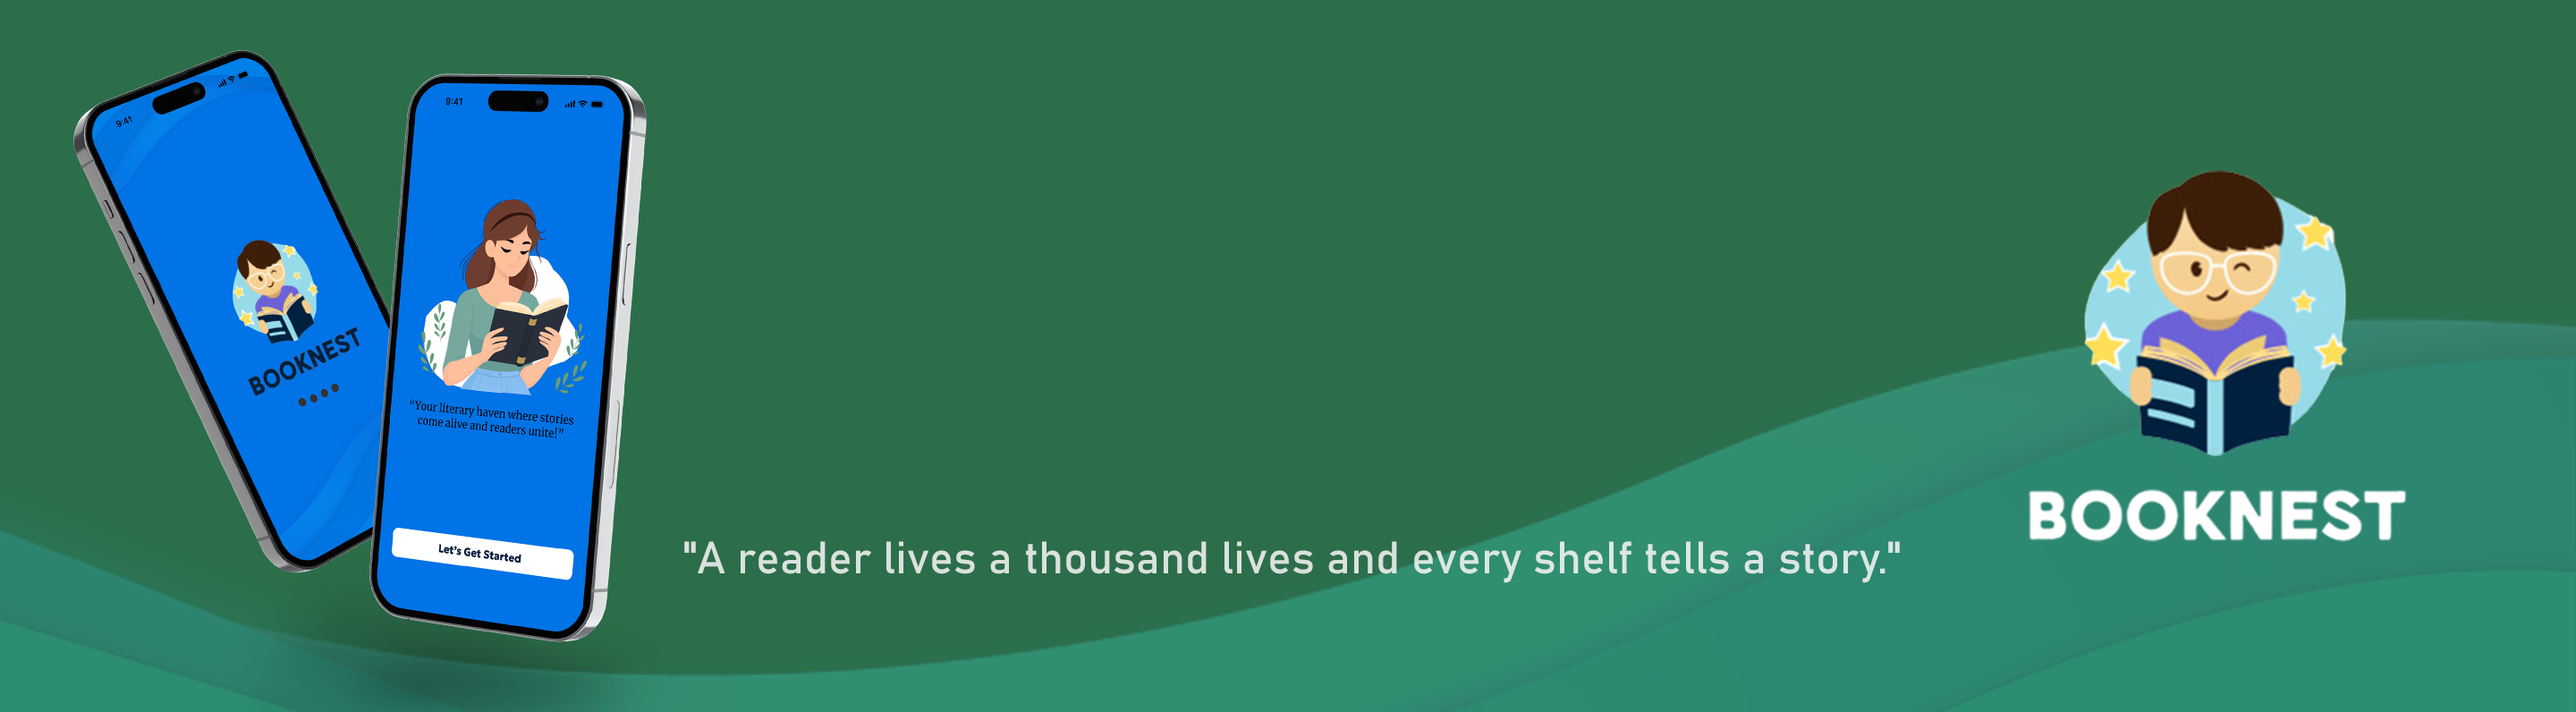 9:41
BOOKNEST
9:41
“Your literary haven where stories
come alive and readers unite!”
Let's Get Started
"A reader lives a thousand lives and every shelf tells a story."
BOOKNEST